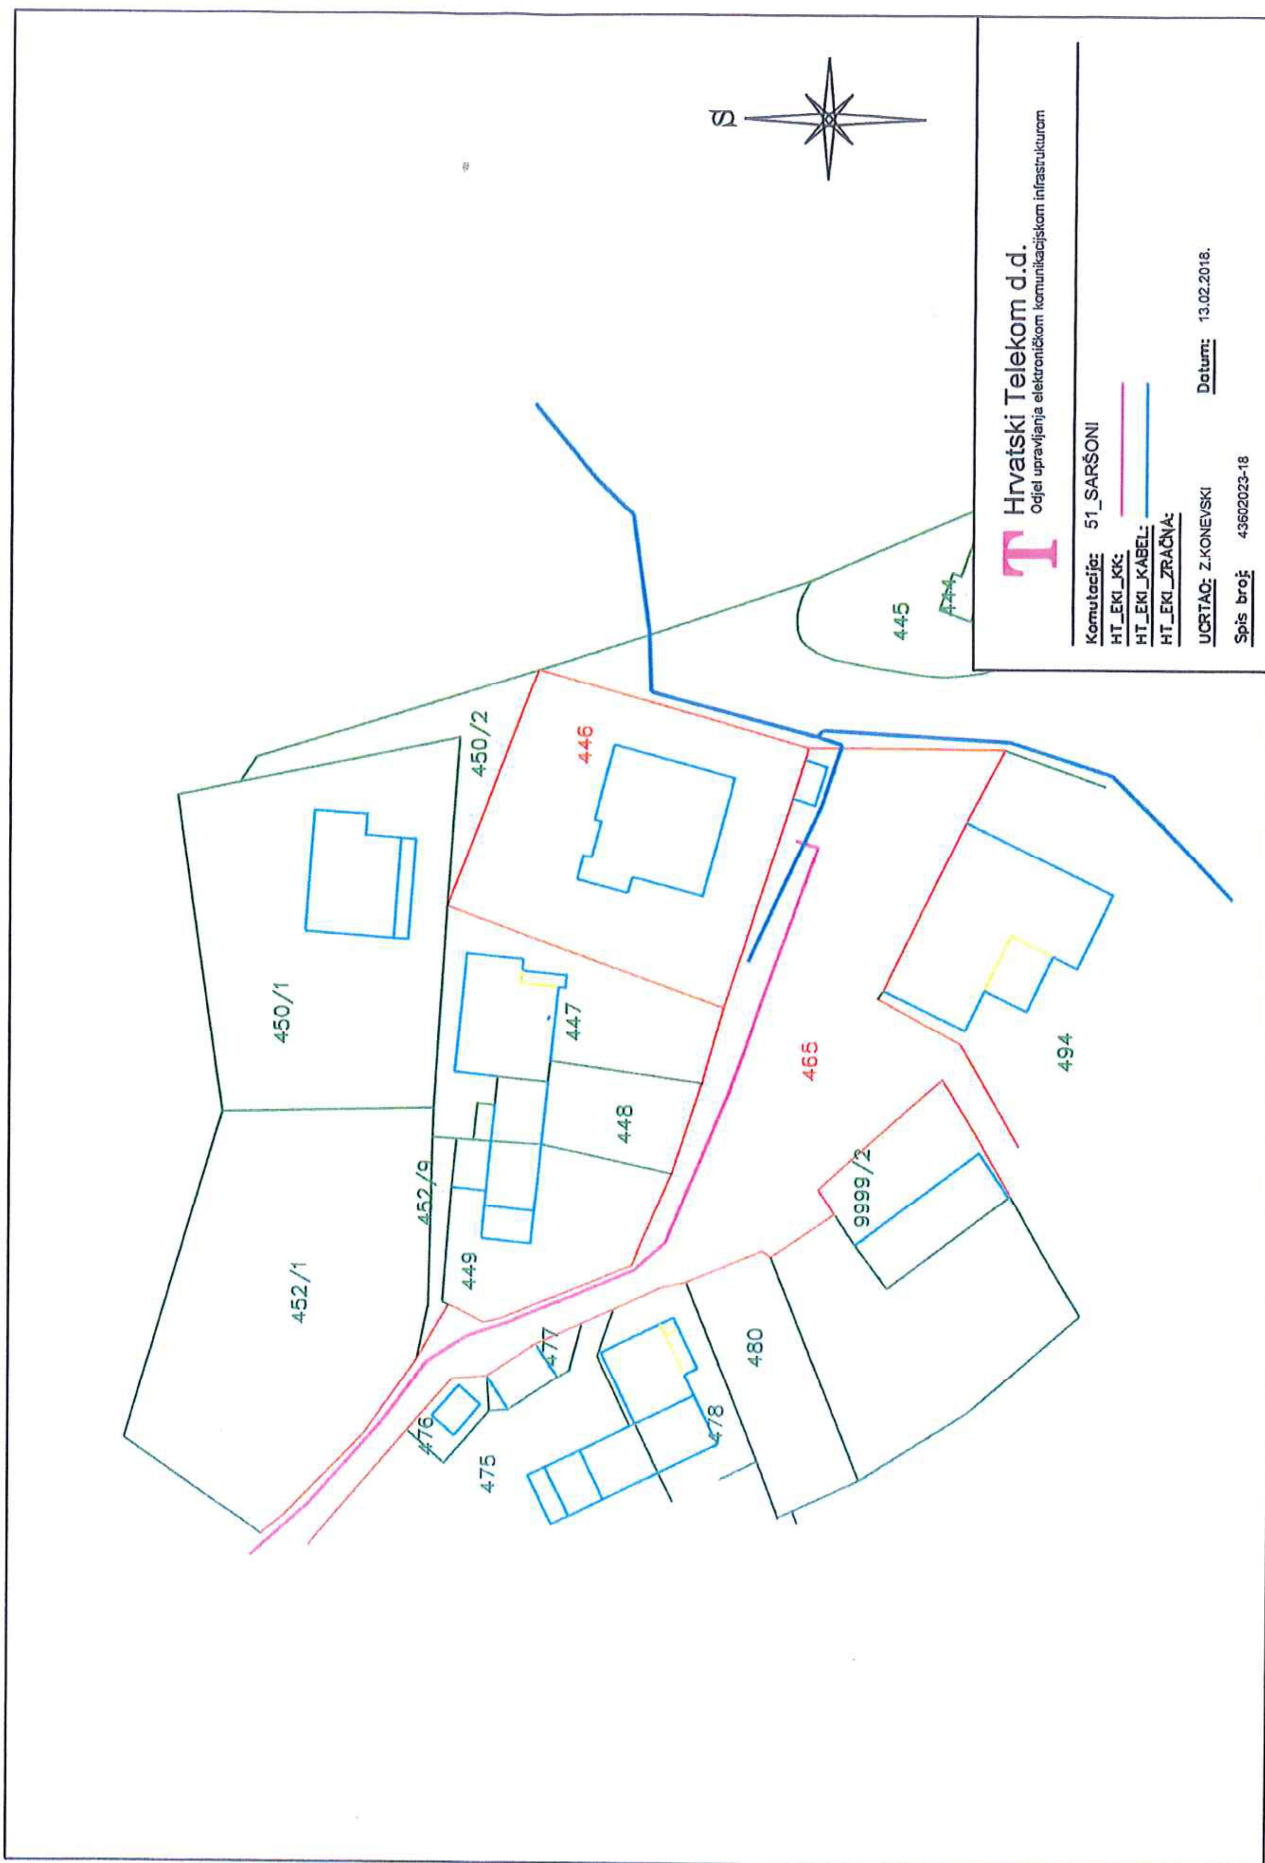 S
T Hrvatski Telekom d.d.
Odjel upravljanja elektroničkom komunikacijskom infrastrukturom
Komutacija: 51_SARŠONI
HT_EKI_KK:
HT_EKI_KABEL:
HT_EKI_ZRAČNA:
UCRTAO: Z.KONEVSKI Datum: 13.02.2018.
Spis broj: 43602023-18
452/1
450/1
450/2
452/9
449
447
446
448
476
475
477
478
480
465
9999/2
494
445
444